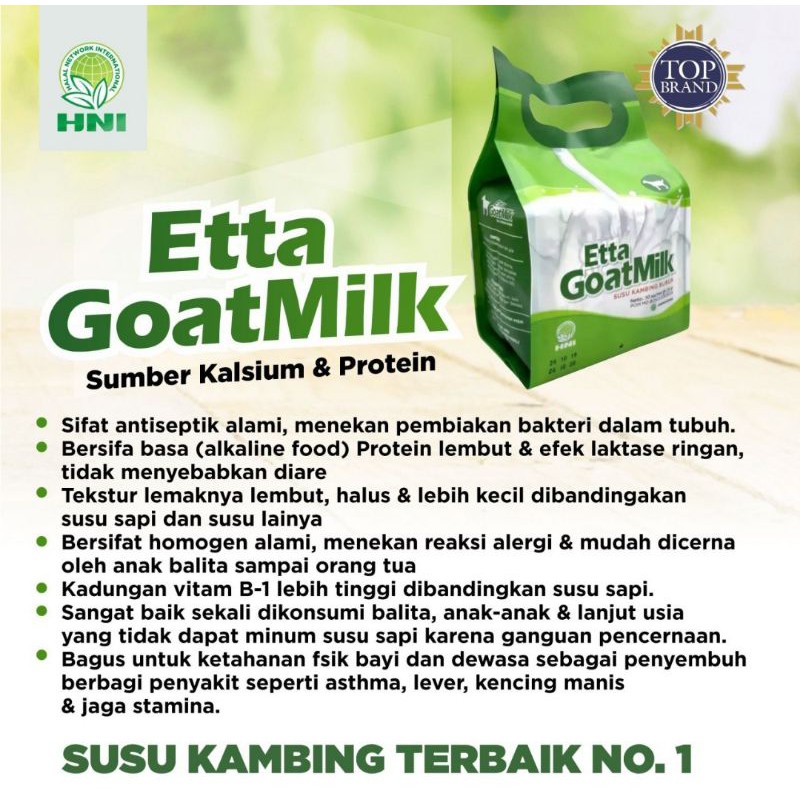 HALAL NETWORK INTERNATIONAL
HNI
TOP
BRAND
Etta
GoatMilk
Sumber Kalsium & Protein
Etta
GoatMilk
SUSU KAMBING BUBUK
HNI
• Sifat antiseptik alami, menekan pembiakan bakteri dalam tubuh.
• Bersifa basa (alkaline food) Protein lembut & efek laktase ringan,
tidak menyebabkan diare
• Tekstur lemaknya lembut, halus & lebih kecil dibandingakan
susu sapi dan susu lainya
• Bersifat homogen alami, menekan reaksi alergi & mudah dicerna
oleh anak balita sampai orang tua
• Kadungan vitam B-1 lebih tinggi dibandingkan susu sapi.
• Sangat baik sekali dikonsumi balita, anak-anak & lanjut usia
yang tidak dapat minum susu sapi karena ganguan pencernaan.
• Bagus untuk ketahanan fsik bayi dan dewasa sebagai penyembuh
berbagi penyakit seperti asthma, lever, kencing manis
& jaga stamina.
SUSU KAMBING TERBAIK NO. 1